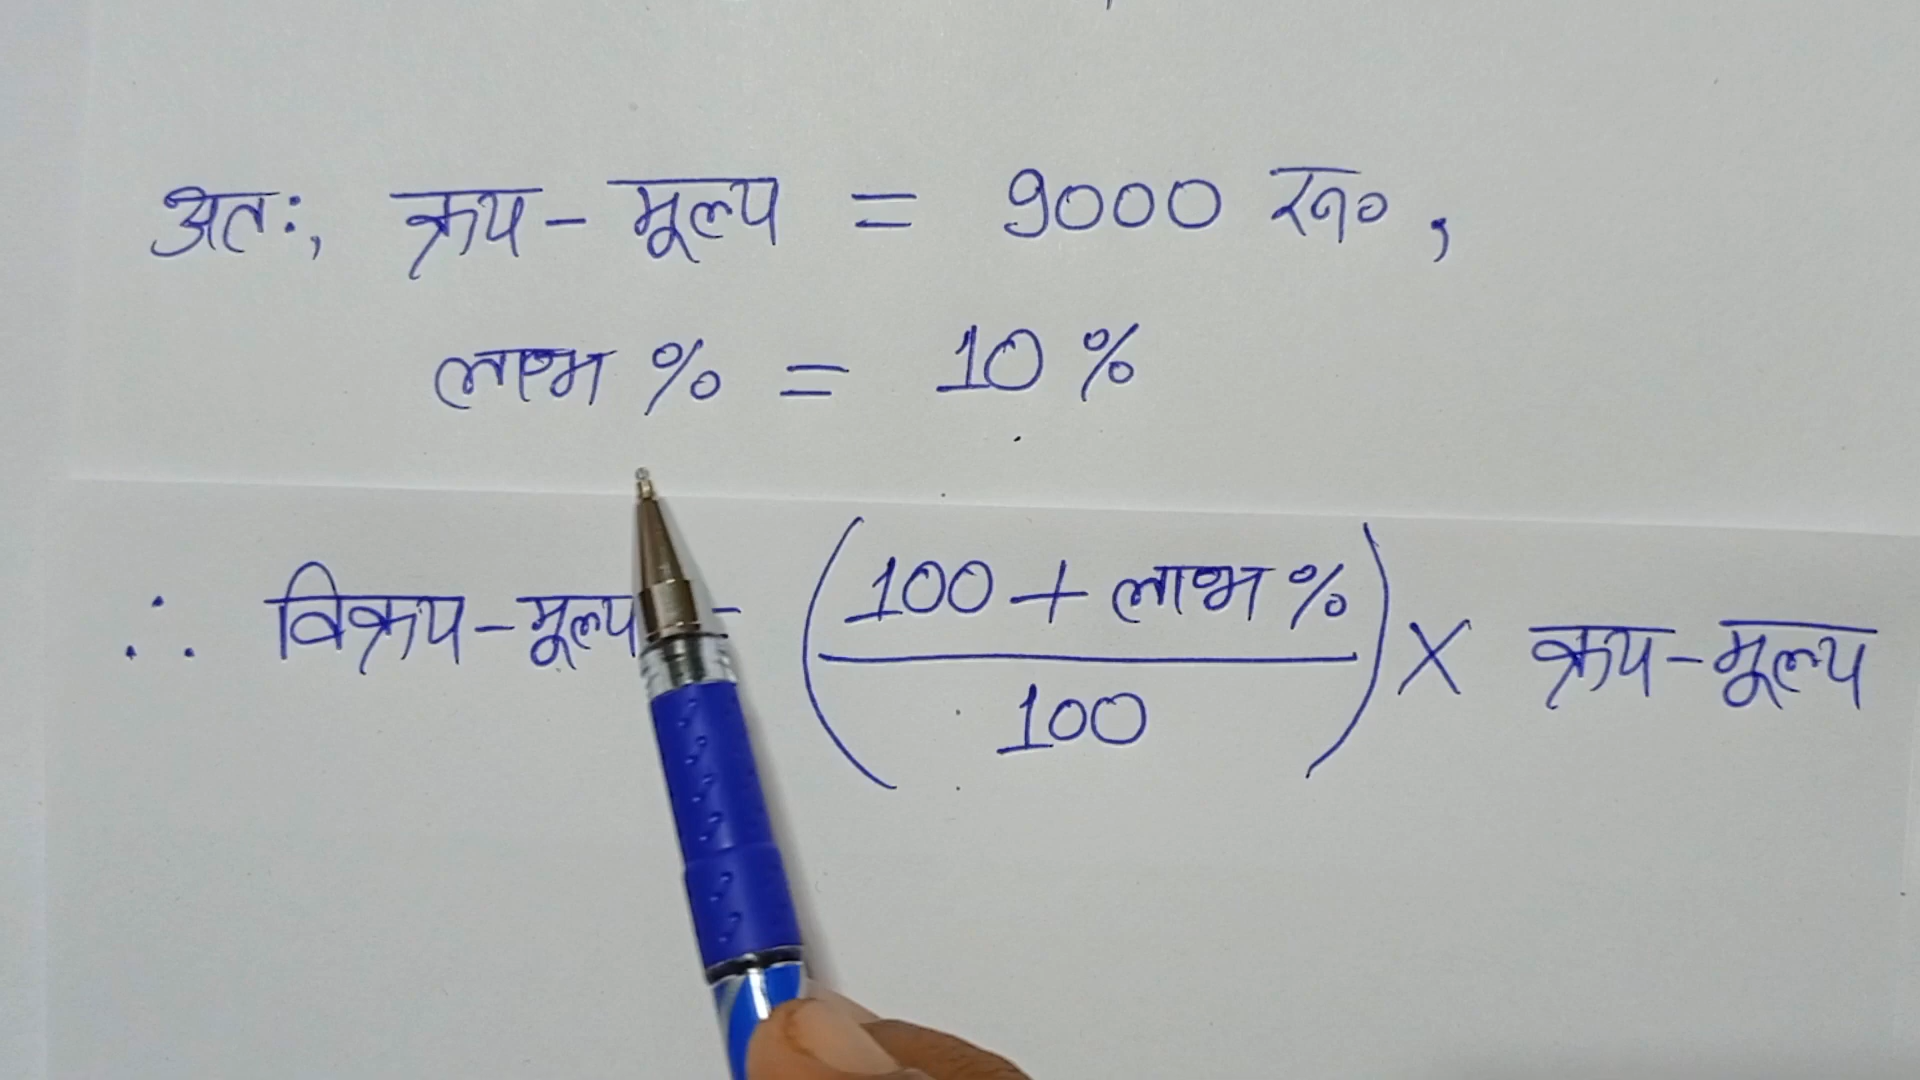 अतः, क्रय-मूल्य = 9000 रू०,
लाभ % = 10 %
∴ विक्रय-मूल्य = (100 + लाभ % / 100) × क्रय-मूल्य